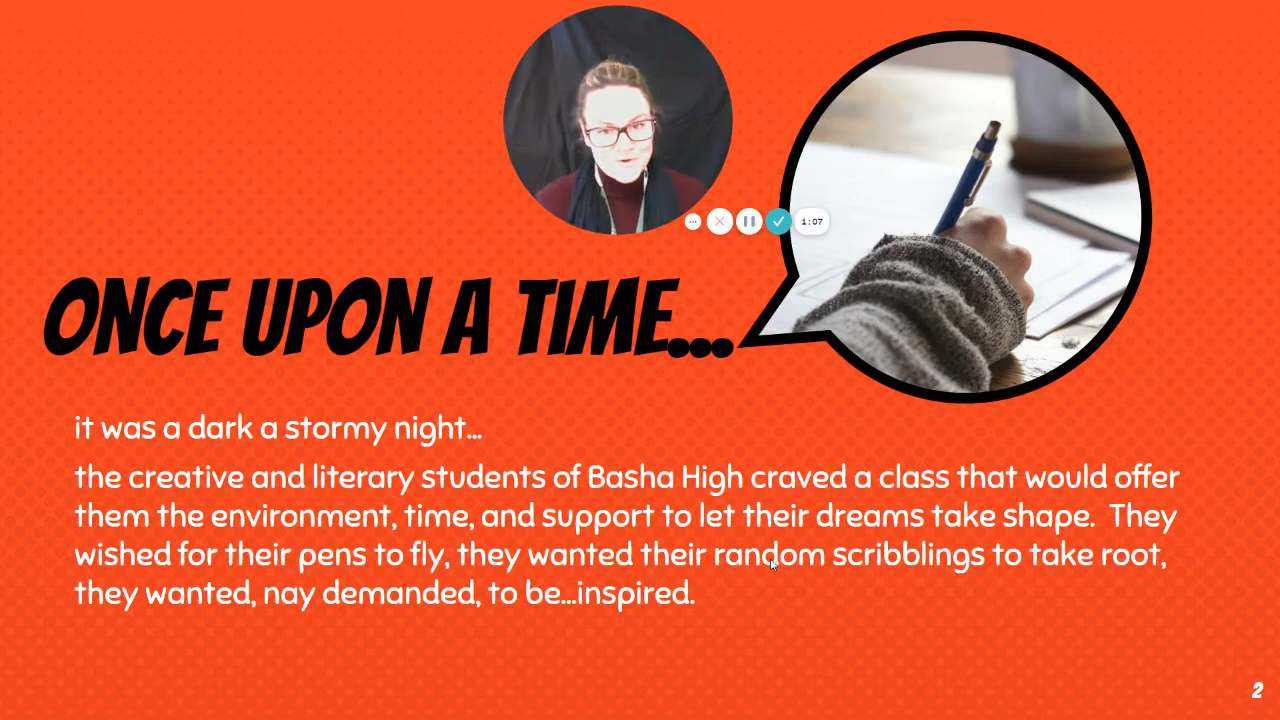 1:07
ONCE UPON A TIME...
it was a dark a stormy night...
the creative and literary students of Basha High craved a class that would offer
them the environment, time, and support to let their dreams take shape.  They
wished for their pens to fly, they wanted their random scribblings to take root,
they wanted, nay demanded, to be...inspired.
2